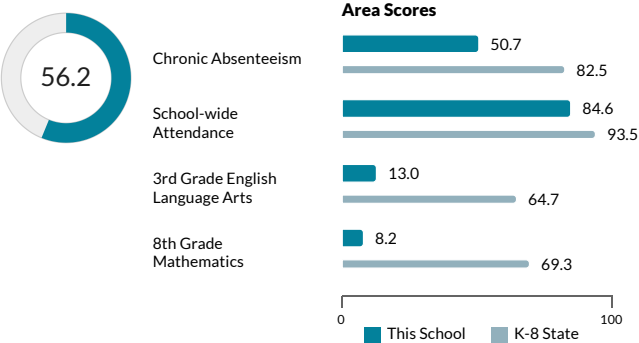 56.2
Area Scores
Chronic Absenteeism
50.7
82.5
School-wide
Attendance
84.6
93.5
3rd Grade English
Language Arts
13.0
64.7
8th Grade
Mathematics
8.2
69.3
0
100
This School
K-8 State